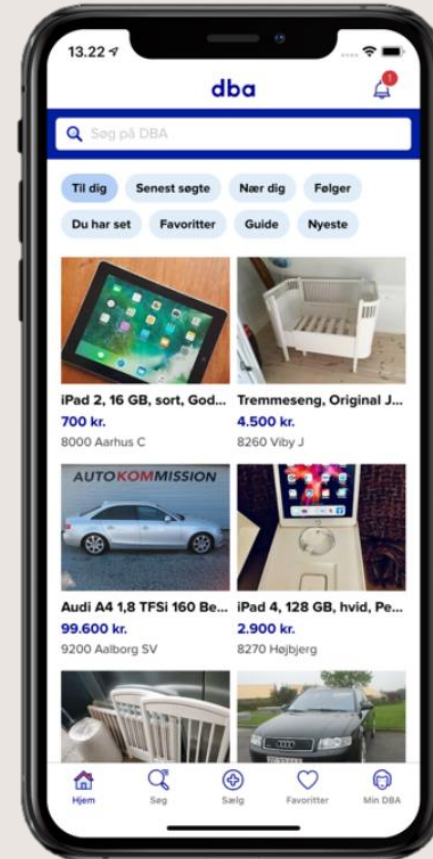 13.22
dba
1
Søg på DBA
Til dig Senest søgte Nær dig Følger
Du har set Favoritter Guide Nyeste
iPad 2, 16 GB, sort, God... Tremmeseng, Original J...
700 kr. 4.500 kr.
8000 Aarhus C 8260 Viby J
AUTOKOMMISSION
Audi A4 1,8 TFSi 160 Be... iPad 4, 128 GB, hvid, Pe...
99.600 kr. 2.900 kr.
9200 Aalborg SV 8270 Højbjerg
Hjem Søg Sælg Favoritter Min DBA